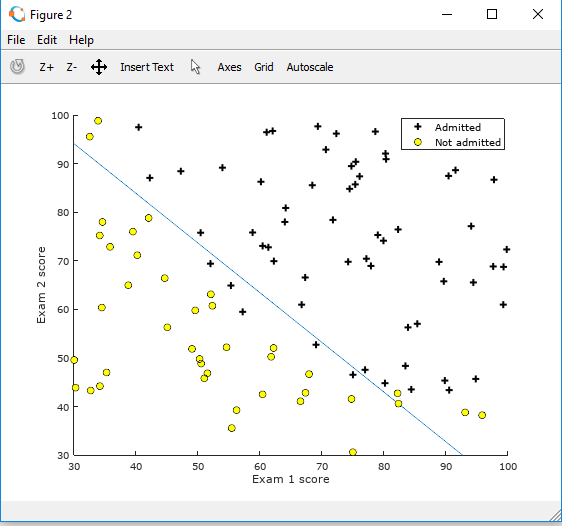 Figure 2
File Edit Help
Z+ Z- Insert Text Axes Grid Autoscale
Admitted
Not admitted
100
90
80
70
60
50
40
30
Exam 2 score
30 40 50 60 70 80 90 100
Exam 1 score